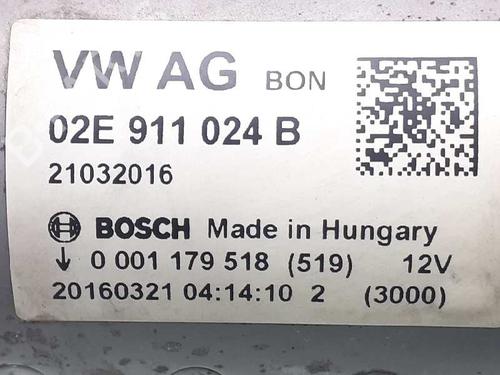 VW AG BON
02E 911 024 B
21032016
BOSCH Made in Hungary
↓ 0 001 179 518 (519) 12V
20160321 04:14:10 2 (3000)